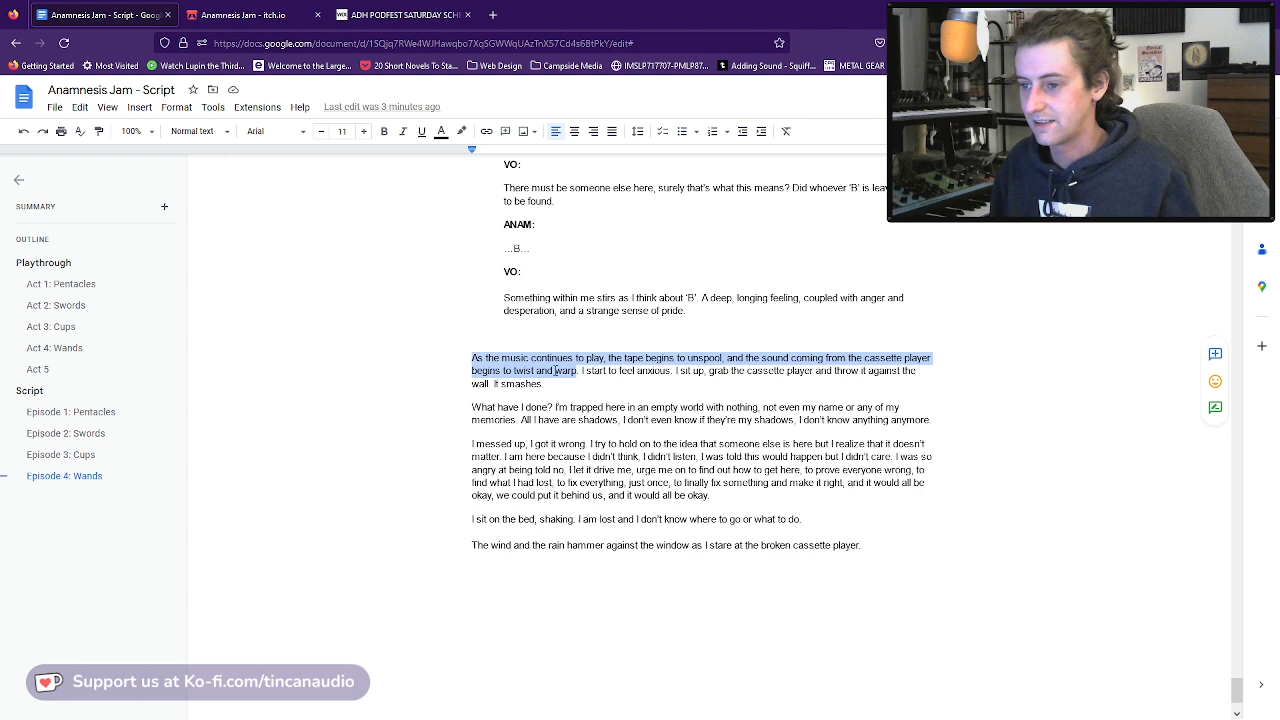 Anamnesis Jam - Script - Goog
Anamnesis Jam - itch.io
ADH PODFEST SATURDAY SCHE
https://docs.google.com/document/d/1SQjq7RWe4WJHawqbo7XqSGWWqUAzTnXS7Cd4s6BtPkY/edit#
Getting Started
Most Visited
Watch Lupin the Third...
Welcome to the Large...
20 Short Novels To S...
Web Design
Campside Media
IMSLP717707-PMLP87...
Adding Sound - Squiff...
METAL GEAR
Anamnesis Jam - Script
File Edit View Insert Format Tools Extensions Help Last edit was 3 minutes ago
100% Normal text Arial 11
SUMMARY
OUTLINE
Playthrough
Act 1: Pentacles
Act 2: Swords
Act 3: Cups
Act 4: Wands
Act 5
Script
Episode 1: Pentacles
Episode 2: Swords
Episode 3: Cups
Episode 4: Wands
VO:
There must be someone else here, surely that's what this means? Did whoever 'B' is
to be found.
ANAM:
…B…
VO:
Something within me stirs as I think about 'B'. A deep, longing feeling, coupled with anger and
desperation, and a strange sense of pride.
As the music continues to play, the tape begins to unspool, and the sound coming from the cassette player
begins to twist and warp. I start to feel anxious. I sit up, grab the cassette player and throw it against the
wall. It smashes.
What have I done? I'm trapped here in an empty world with nothing, not even my name or any of my
memories. All I have are shadows, I don't even know if they're my shadows, I don't know anything anymore.
I messed up, I got it wrong. I try to hold on to the idea that someone else is here but I realize that it doesn't
matter. I am here because I didn't think, I didn't listen, I was told this would happen but I didn't care. I was so
angry at being told no, I let it drive me, urge me on to find out how to get here, to prove everyone wrong, to
find what I had lost, to fix everything, just once, to finally fix something and make it right, and it would all be
okay, we could put it behind us, and it would all be okay.
I sit on the bed, shaking. I am lost and I don't know where to go or what to do.
The wind and the rain hammer against the window as I stare at the broken cassette player.
Support us at Ko-fi.com/tincanaudio